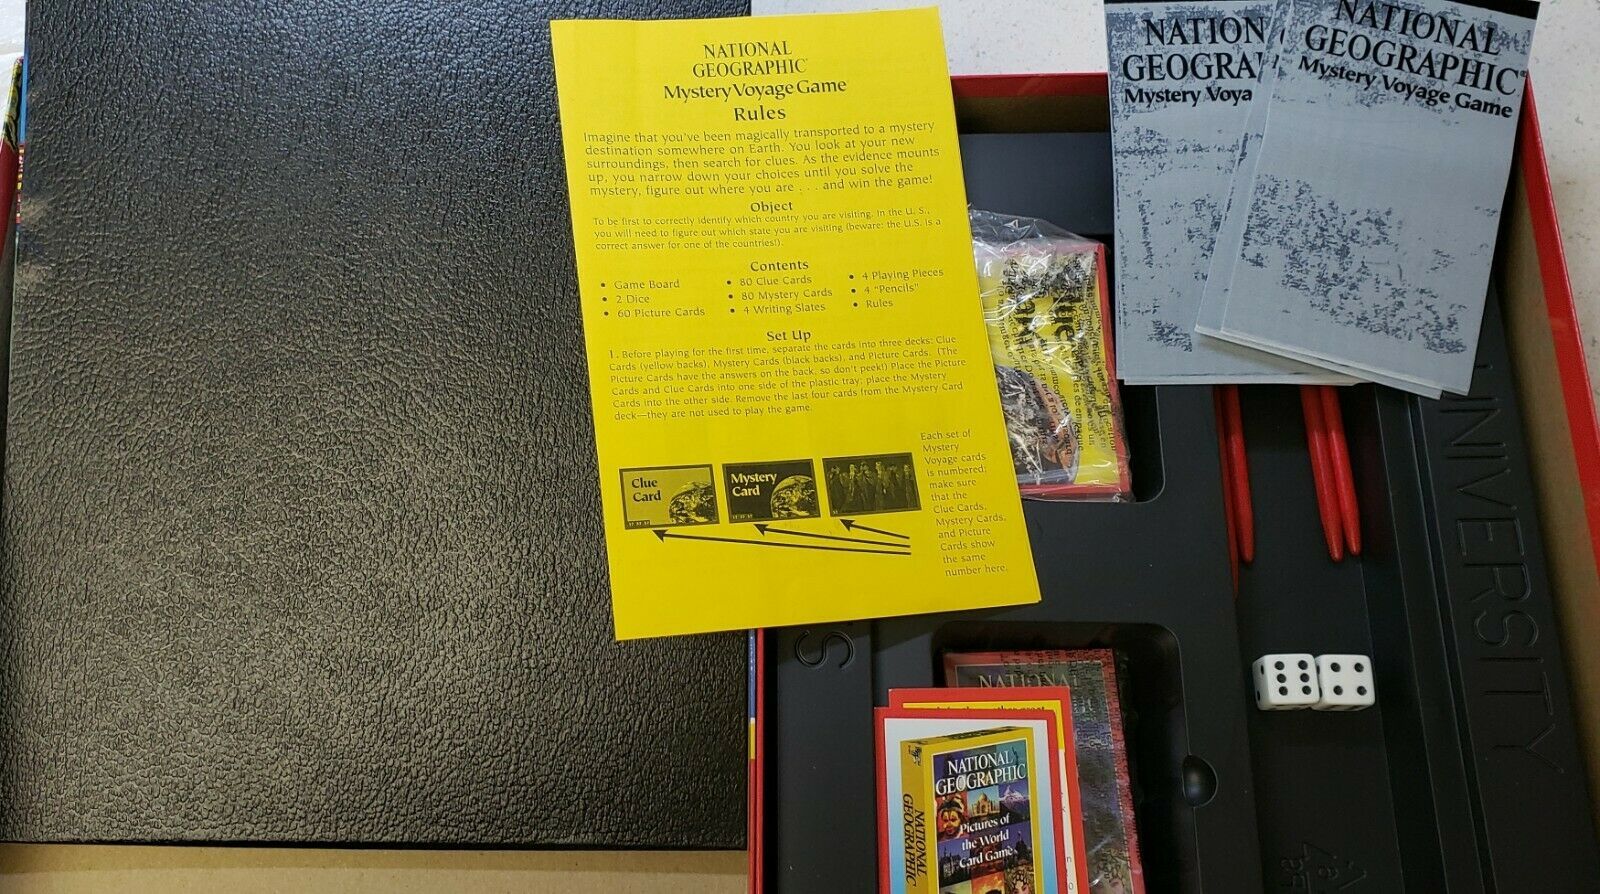 NATIONAL
GEOGRAPHIC
Mystery Voyage Game
Rules
Imagine that you've been magically transported to a mystery
destination somewhere on Earth. You look at your new
surroundings, then search for clues. As the evidence mounts
up, you narrow down your choices until you solve the
mystery, figure out where you are . . . and win the game!
Object
To be first to correctly identify which country you are visiting. In the U. S.,
you will need to figure out which state you are visiting (beware: the U.S. is a
correct answer for one of the countries!).
Contents
• Game Board
• 2 Dice
• 60 Picture Cards
• 80 Clue Cards
• 80 Mystery Cards
• 4 Writing Slates
• 4 Playing Pieces
• 4 "Pencils"
• Rules
Set Up
1. Before playing for the first time, separate the cards into three decks: Clue
Cards (yellow backs), Mystery Cards (black backs), and Picture Cards. (The
Picture Cards have the answers on the back, so don't peek!) Place the Picture
Cards and Clue Cards into one side of the plastic tray; place the Mystery
Cards into the other side. Remove the last four cards from the Mystery Card
deck—they are not used to play the game.
Clue
Card
Mystery
Card
Each set of
Mystery
Voyage cards
is numbered;
make sure
that the
Clue Cards,
Mystery Cards,
and Picture
Cards show
the same
number here.
NATION
GEOGRA
Mystery Voya
NATIONAL
GEOGRAPHIC
Mystery Voyage Game
UNIVERSITY
S
NATIONAL
NATIONAL
GEOGRAPHIC
Pictures of
the World
Card Game
NATIONAL
GEOGRAPHIC